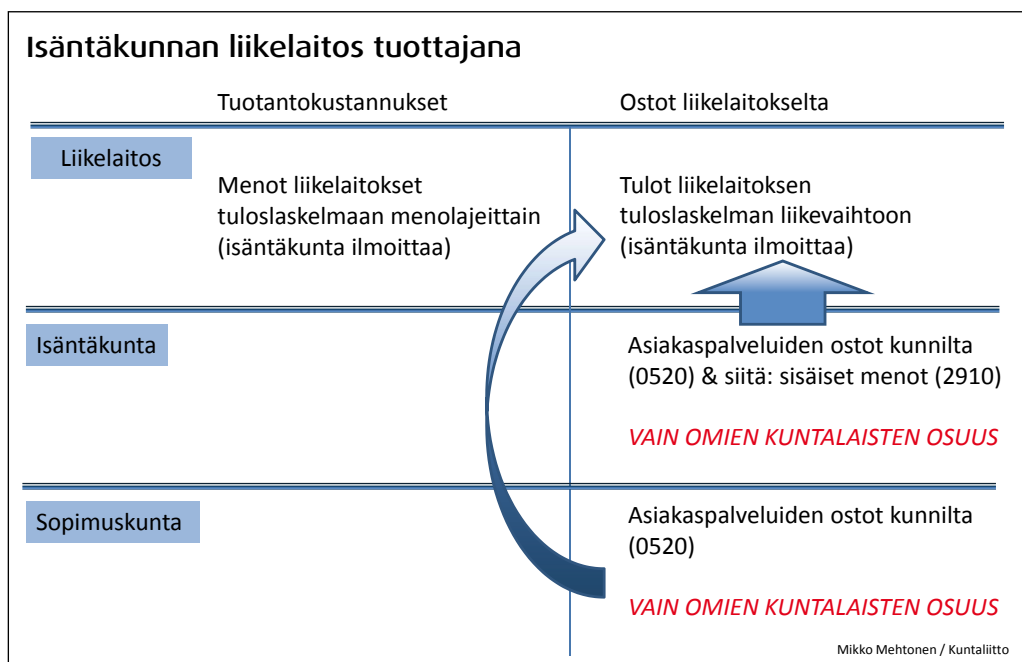 Isäntäkunnan liikelaitos tuottajana
Tuotantokustannukset
Ostot liikelaitokselta
Liikelaitos
Menot liikelaitokset
tuloslaskelmaan menolajeittain
(isäntäkunta ilmoittaa)
Tulot liikelaitoksen
tuloslaskelman liikevaihtoon
(isäntäkunta ilmoittaa)
Isäntäkunta
Asiakaspalveluiden ostot kunnilta
(0520) & siitä: sisäiset menot (2910)
VAIN OMIEN KUNTALAISTEN OSUUS
Sopimuskunta
Asiakaspalveluiden ostot kunnilta
(0520)
VAIN OMIEN KUNTALAISTEN OSUUS
Mikko Mehtonen / Kuntaliitto